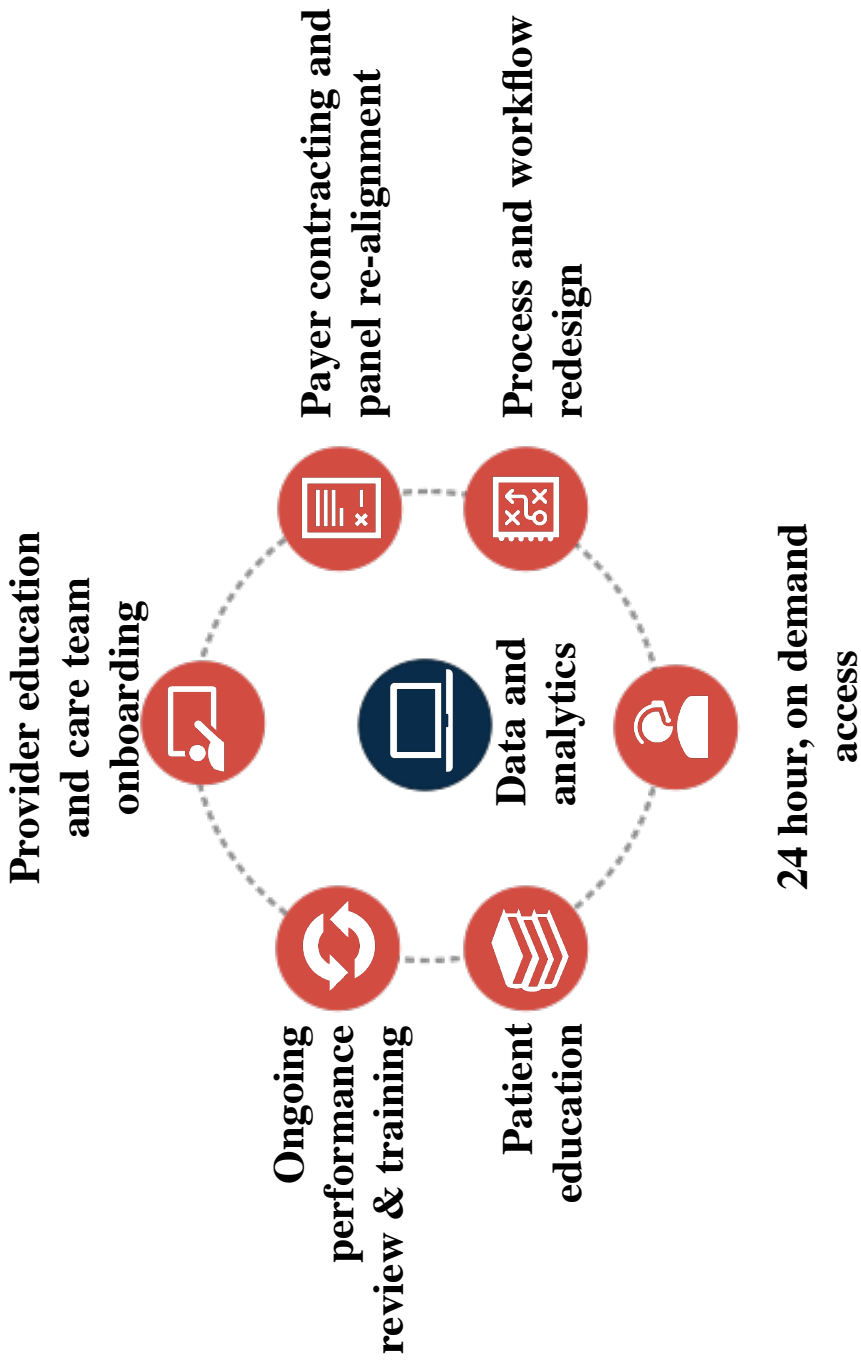 Provider education
and care team
onboarding
Payer contracting and
panel re-alignment
Process and workflow
redesign
24 hour, on demand
access
Patient
education
Ongoing
performance
review & training
Data and
analytics